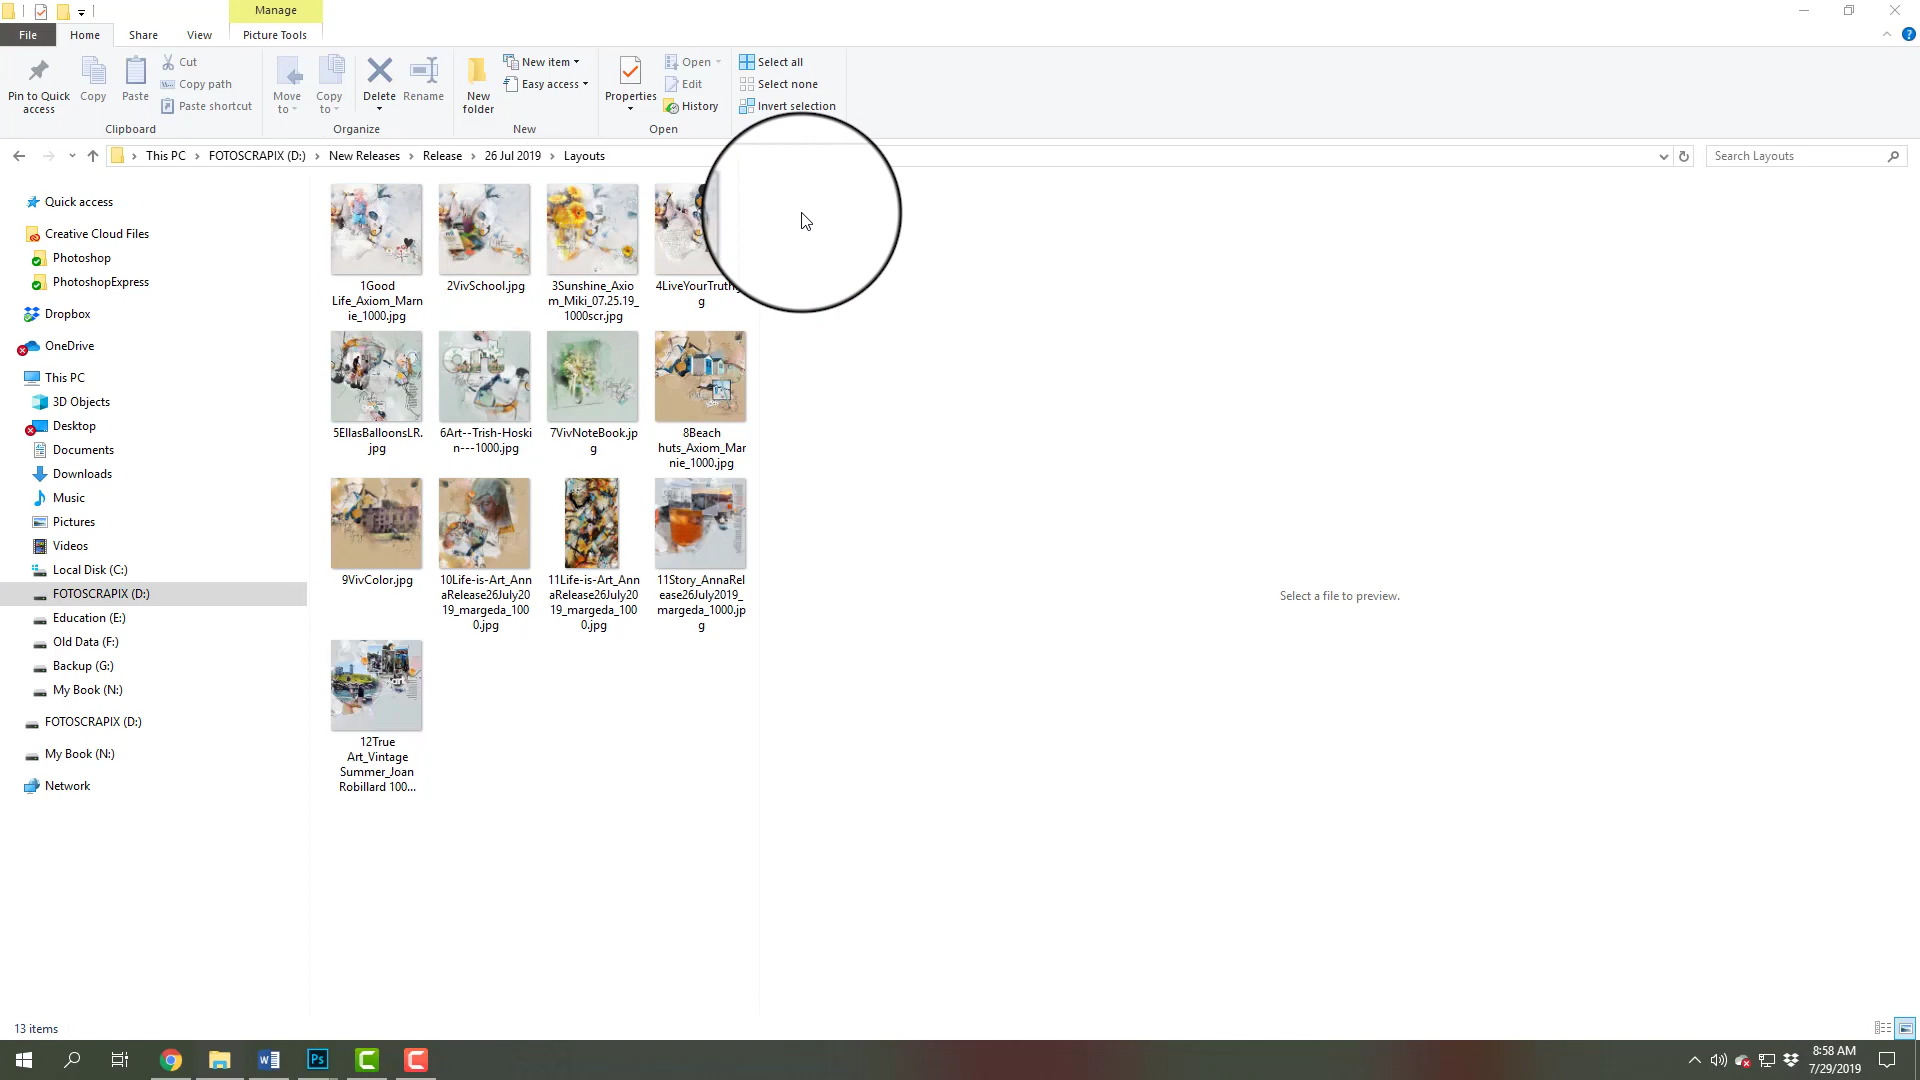 Manage
File Home Share View Picture Tools
Pin to Quick access
Copy
Paste
Cut
Copy path
Paste shortcut
Clipboard
Move to
Copy to
Delete
Rename
Organize
New folder
New item
Easy access
New
Properties
Open
Edit
History
Open
Select all
Select none
Invert selection
This PC > FOTOSCRAPIX (D:) > New Releases > Release > 26 Jul 2019 > Layouts
Search Layouts
Quick access
Creative Cloud Files
Photoshop
PhotoshopExpress
Dropbox
OneDrive
This PC
3D Objects
Desktop
Documents
Downloads
Music
Pictures
Videos
Local Disk (C:)
FOTOSCRAPIX (D:)
Education (E:)
Old Data (F:)
Backup (G:)
My Book (N:)
FOTOSCRAPIX (D:)
My Book (N:)
Network
1Good
Life_Axiom_Marn
ie_1000.jpg
2VivSchool.jpg
3Sunshine_Axio
m_Miki_07.25.19_
1000scr.jpg
g
5EllasBalloonsLR.
jpg
6Art--Trish-Hoski
n---1000.jpg
7VivNoteBook.jp
g
8Beach
huts_Axiom_Mar
nie_1000.jpg
9VivColor.jpg
10Life-is-Art_Ann
aRelease26July20
19_margeda_100
0.jpg
11Life-is-Art_Ann
aRelease26July20
19_margeda_100
0.jpg
11Story_AnnaRel
ease26July2019_
margeda_1000.jp
g
12True
Art_Vintage
Summer_Joan
Robillard 100...
Select a file to preview.
13 items
8:58 AM
7/29/2019